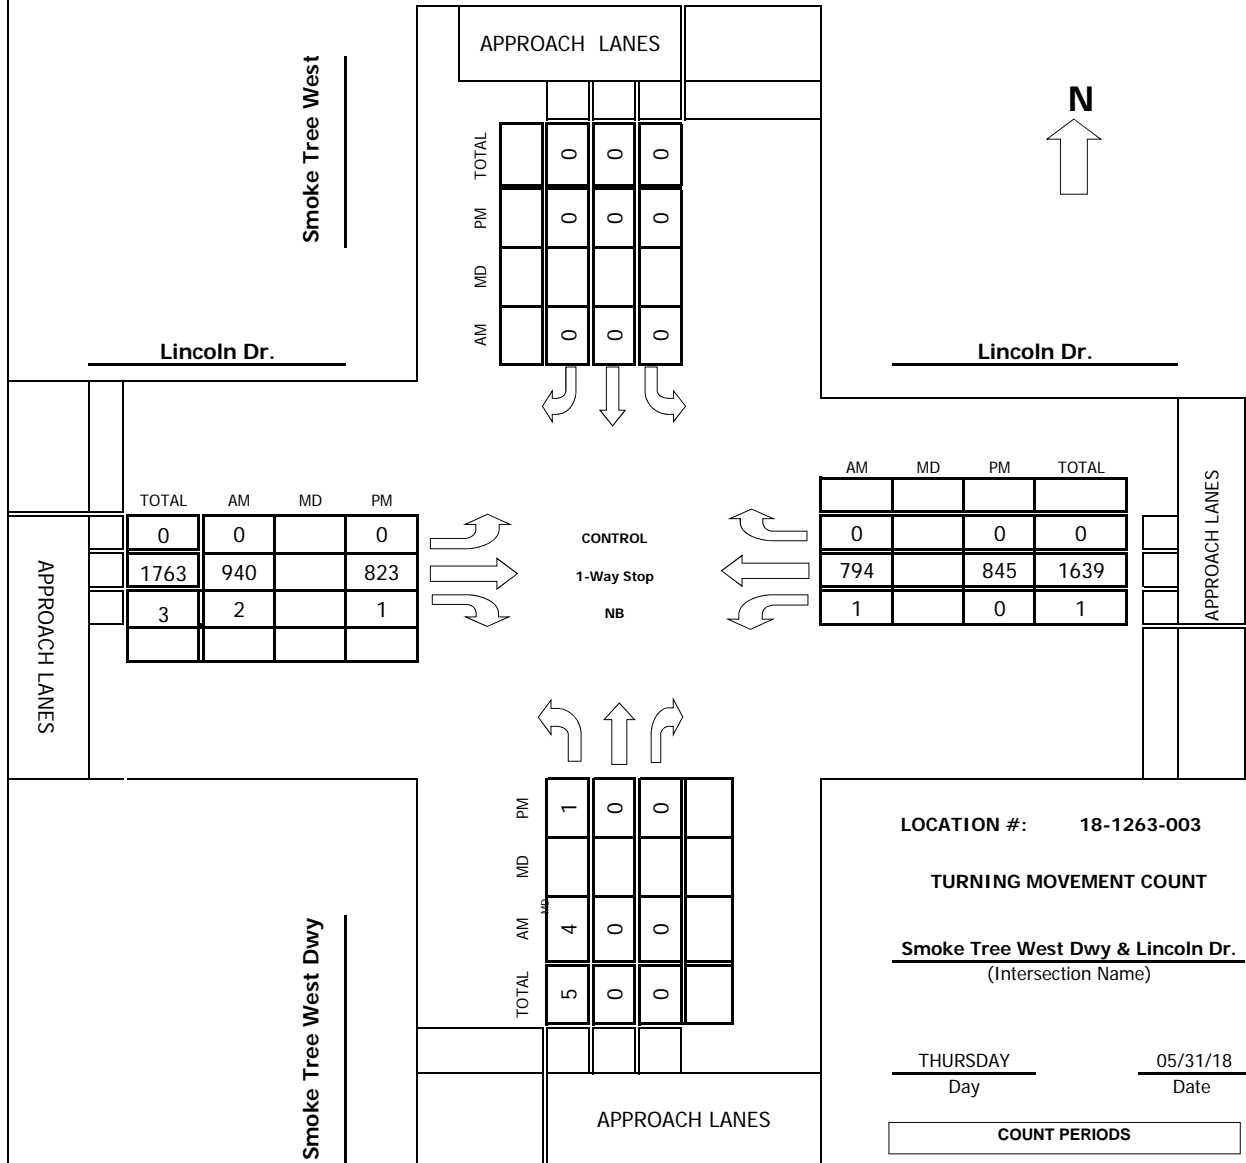 APPROACH LANES
Smoke Tree West
N
TOTAL 0 0 0
PM 0 0 0
MD
AM 0 0 0
Lincoln Dr.
Lincoln Dr.
AM MD PM TOTAL
0 0 0
794 845 1639
1 0 1
APPROACH LANES
TOTAL AM MD PM
0 0 0
1763 940 823
3 2 1
APPROACH LANES
CONTROL
1-Way Stop
NB
PM 1 0 0
MD
MD
AM 4 0 0
TOTAL 5 0 0
APPROACH LANES
Smoke Tree West Dwy
LOCATION #: 18-1263-003
TURNING MOVEMENT COUNT
Smoke Tree West Dwy & Lincoln Dr.
(Intersection Name)
THURSDAY 05/31/18
Day Date
COUNT PERIODS